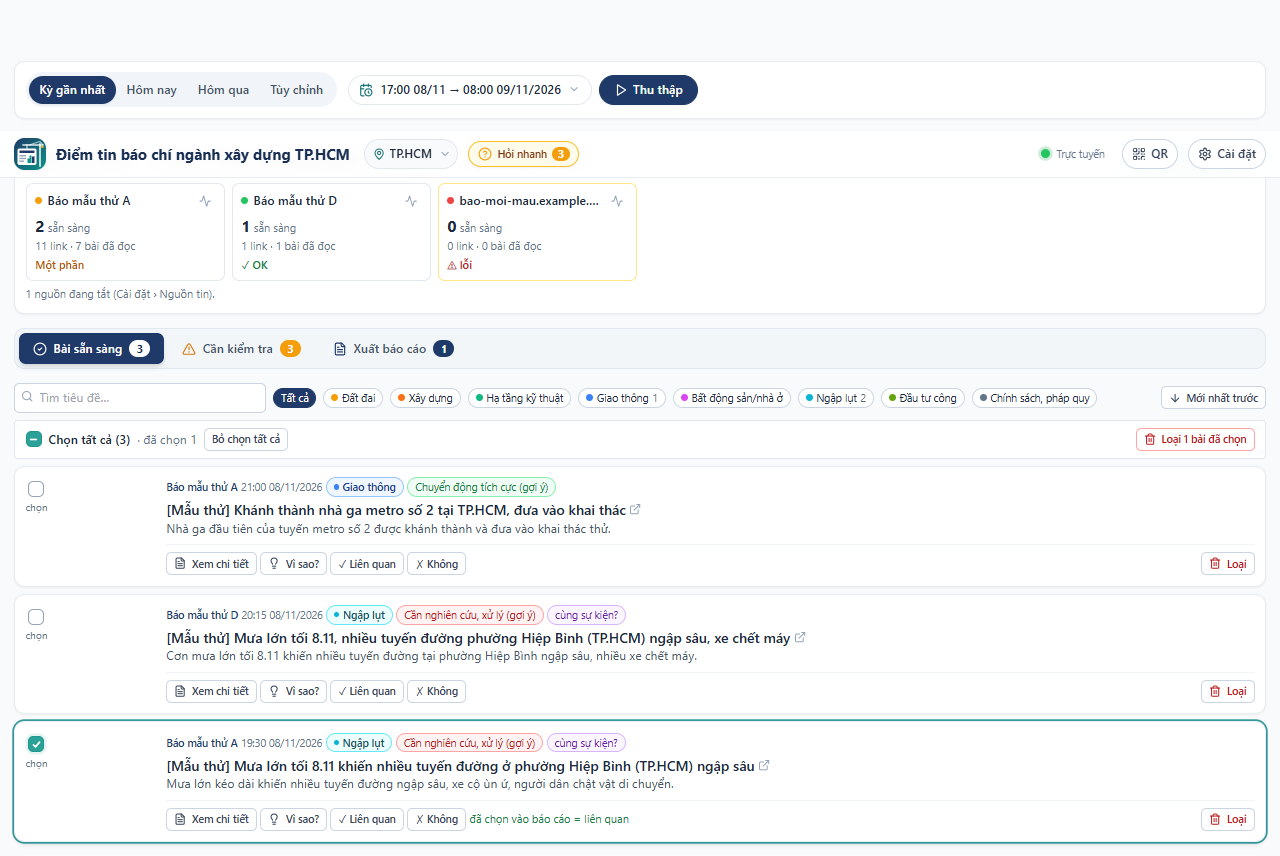 Kỳ gần nhất Hôm nay Hôm qua Tùy chỉnh 17:00 08/11 → 08:00 09/11/2026 Thu thập
Điểm tin báo chí ngành xây dựng TP.HCM TP.HCM Hỏi nhanh 3 Trực tuyến QR Cài đặt
Báo mẫu thử A Báo mẫu thử D bao-moi-mau.example....
2 sẵn sàng 1 sẵn sàng 0 sẵn sàng
11 link · 7 bài đã đọc 1 link · 1 bài đã đọc 0 link · 0 bài đã đọc
Một phần ✓ OK ⚠ lỗi
1 nguồn đang tắt (Cài đặt › Nguồn tin).
Bài sẵn sàng 3 Cần kiểm tra 3 Xuất báo cáo 1
Tìm tiêu đề... Tất cả Đất đai Xây dựng Hạ tầng kỹ thuật Giao thông 1 Bất động sản/nhà ở Ngập lụt 2 Đầu tư công Chính sách, pháp quy ↓ Mới nhất trước
Chọn tất cả (3) · đã chọn 1 Bỏ chọn tất cả Loại 1 bài đã chọn
Báo mẫu thử A 21:00 08/11/2026 Giao thông Chuyển động tích cực (gợi ý)
chọn
[Mẫu thử] Khánh thành nhà ga metro số 2 tại TP.HCM, đưa vào khai thác
Nhà ga đầu tiên của tuyến metro số 2 được khánh thành và đưa vào khai thác thử.
Xem chi tiết Vì sao? ✓ Liên quan ✗ Không Loại
Báo mẫu thử D 20:15 08/11/2026 Ngập lụt Cần nghiên cứu, xử lý (gợi ý) cùng sự kiện?
chọn
[Mẫu thử] Mưa lớn tối 8.11, nhiều tuyến đường phường Hiệp Bình (TP.HCM) ngập sâu, xe chết máy
Cơn mưa lớn tối 8.11 khiến nhiều tuyến đường tại phường Hiệp Bình ngập sâu, nhiều xe chết máy.
Xem chi tiết Vì sao? ✓ Liên quan ✗ Không Loại
Báo mẫu thử A 19:30 08/11/2026 Ngập lụt Cần nghiên cứu, xử lý (gợi ý) cùng sự kiện?
chọn
[Mẫu thử] Mưa lớn tối 8.11 khiến nhiều tuyến đường ở phường Hiệp Bình (TP.HCM) ngập sâu
Mưa lớn kéo dài khiến nhiều tuyến đường ngập sâu, xe cộ ùn ứ, người dân chật vật di chuyển.
Xem chi tiết Vì sao? ✓ Liên quan ✗ Không đã chọn vào báo cáo = liên quan Loại